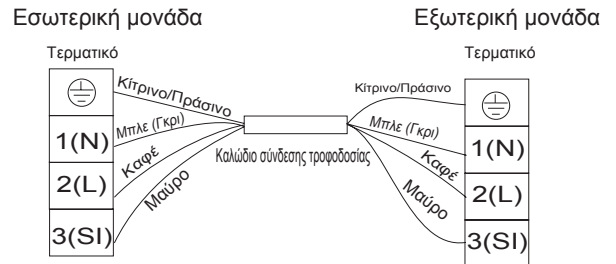 Εσωτερική μονάδα
Τερματικό
1(N)
2(L)
3(SI)
Κίτρινο/Πράσινο
Μπλε (Γκρι)
Καφέ
Μαύρο
Καλώδιο σύνδεσης τροφοδοσίας
Εξωτερική μονάδα
Τερματικό
Κίτρινο/Πράσινο
Μπλε (Γκρι)
Καφέ
Μαύρο
1(N)
2(L)
3(SI)